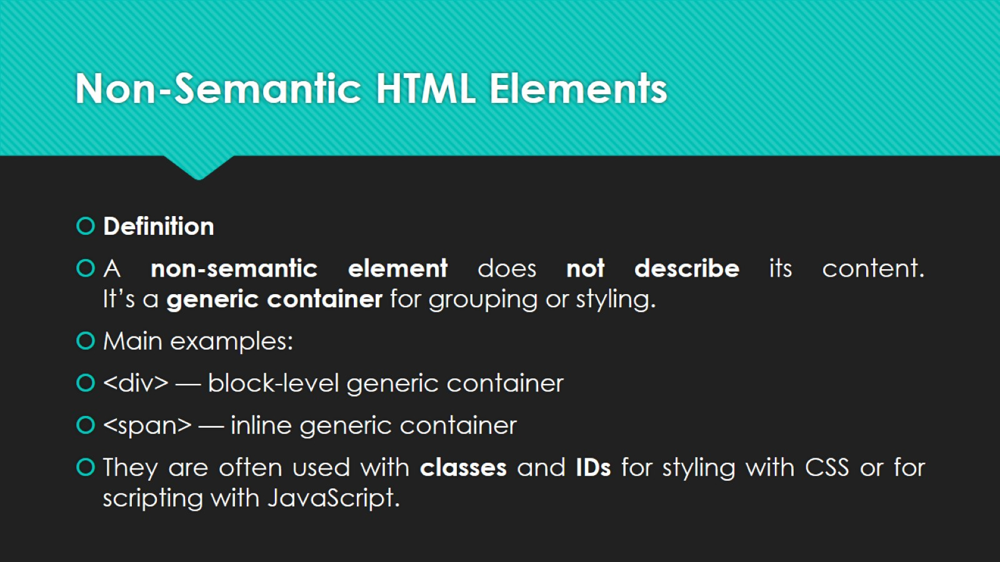 Non-Semantic HTML Elements
Definition
A non-semantic element does not describe its content.
It’s a generic container for grouping or styling.
Main examples:
<div> — block-level generic container
<span> — inline generic container
They are often used with classes and IDs for styling with CSS or for
scripting with JavaScript.